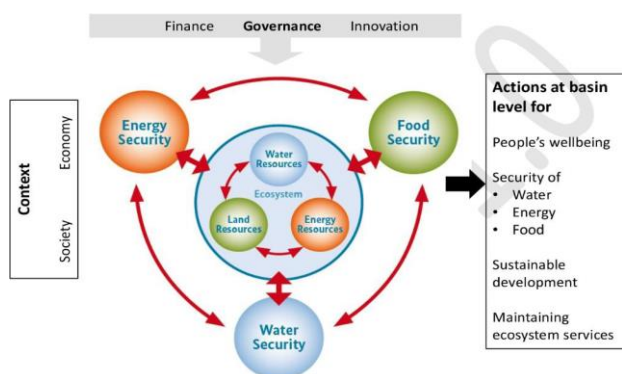 Finance Governance Innovation
Context
Economy
Society
Energy
Security
Food
Security
Water
Resources
Ecosystem
Land
Resources
Energy
Resources
Water
Security
Actions at basin
level for
People's wellbeing
Security of
• Water
• Energy
• Food
Sustainable
development
Maintaining
ecosystem services